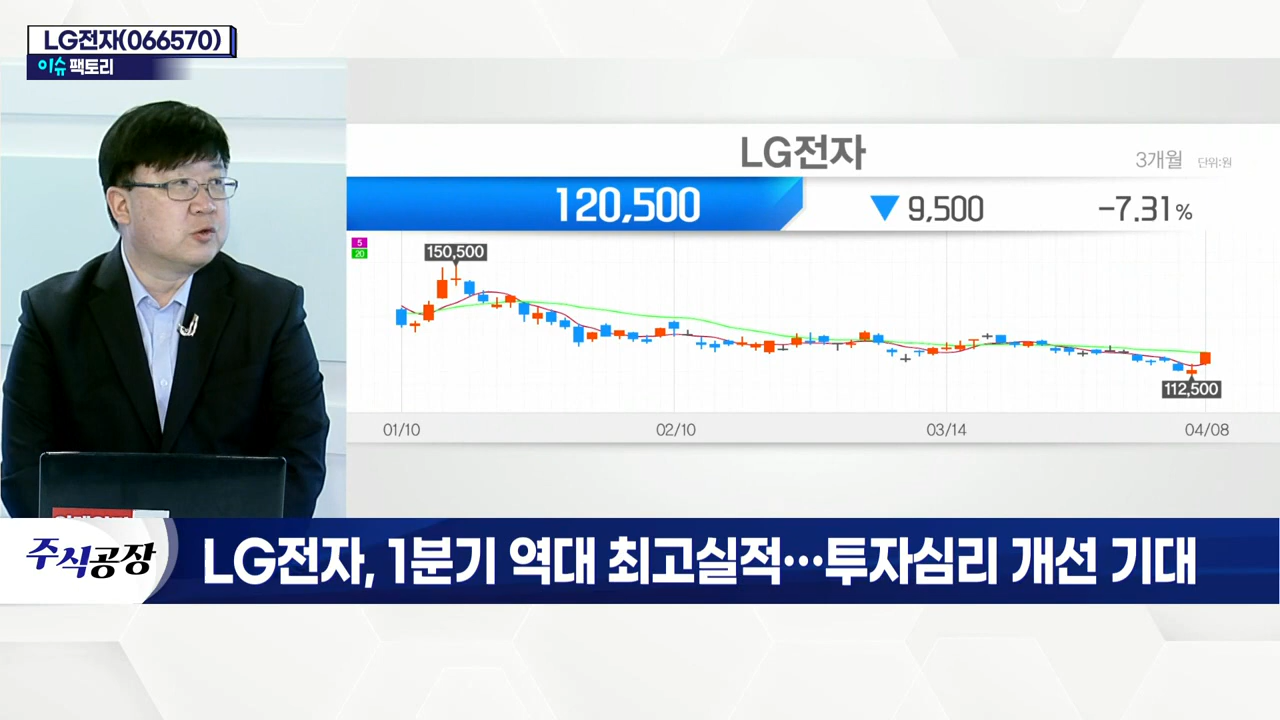 LG전자(066570)
이슈 팩토리
LG전자
3개월 단위:원
120,500 ▼ 9,500 -7.31%
5
20
150,500
112,500
01/10 02/10 03/14 04/08
주식공장
LG전자, 1분기 역대 최고실적…투자심리 개선 기대